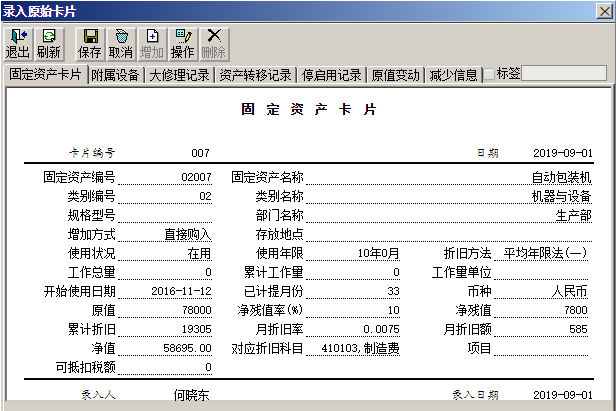 录入原始卡片
退出 刷新 保存 取消 增加 操作 删除
固定资产卡片 附属设备 大修理记录 资产转移记录 停启用记录 原值变动 减少信息 标签
固 定 资 产 卡 片
卡片编号 007 日期 2019-09-01
固定资产编号 02007 固定资产名称 自动包装机
类别编号 02 类别名称 机器与设备
规格型号 部门名称 生产部
增加方式 直接购入 存放地点
使用状况 在用 使用年限 10年0月 折旧方法 平均年限法(一)
工作总量 0 累计工作量 0 工作量单位
开始使用日期 2016-11-12 已计提月份 33 币种 人民币
原值 78000 净残值率(%) 10 净残值 7800
累计折旧 19305 月折旧率 0.0075 月折旧额 585
净值 58695.00 对应折旧科目 410103,制造费 项目
可抵扣税额 0
录入人 何晓东 录入日期 2019-09-01